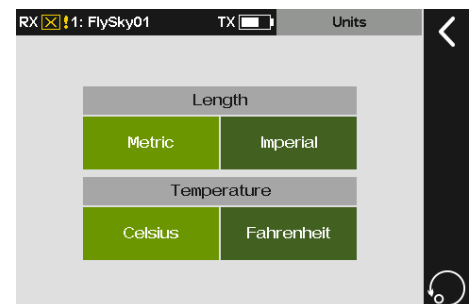 RX ! 1: FlySky01 TX Units
Length
Metric Imperial
Temperature
Celsius Fahrenheit